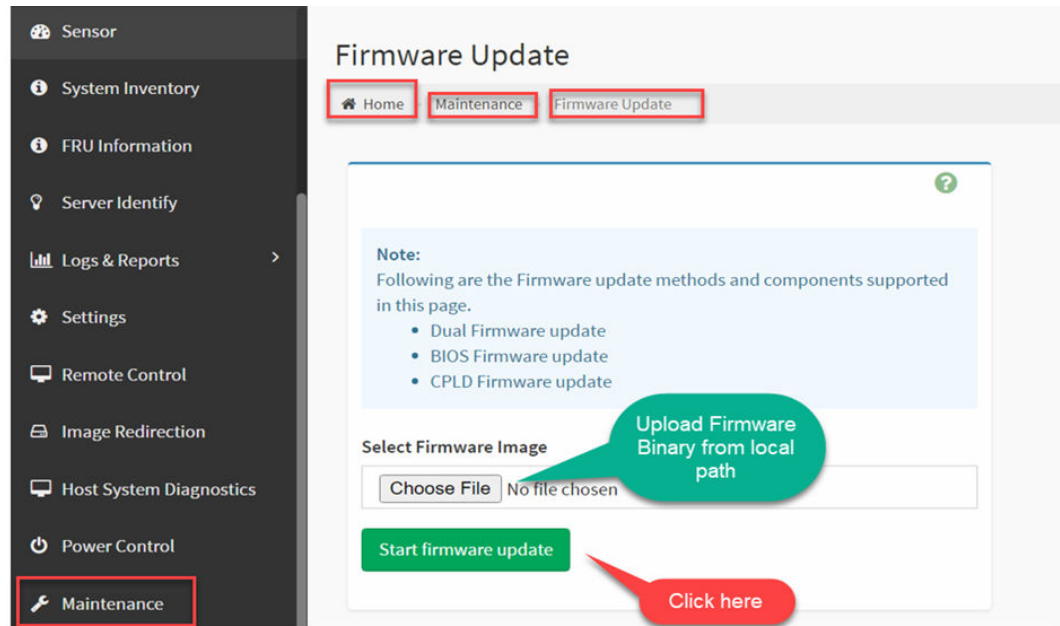 Sensor
System Inventory
FRU Information
Server Identify
Logs & Reports
Settings
Remote Control
Image Redirection
Host System Diagnostics
Power Control
Maintenance
Firmware Update
Home
Maintenance
Firmware Update
Note:
Following are the Firmware update methods and components supported
in this page.
• Dual Firmware update
• BIOS Firmware update
• CPLD Firmware update
Upload Firmware
Binary from local
path
Select Firmware Image
Choose File No file chosen
Start firmware update
Click here